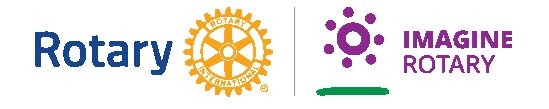 Rotary
ROTARY
INTERNATIONAL
®
IMAGINE
ROTARY